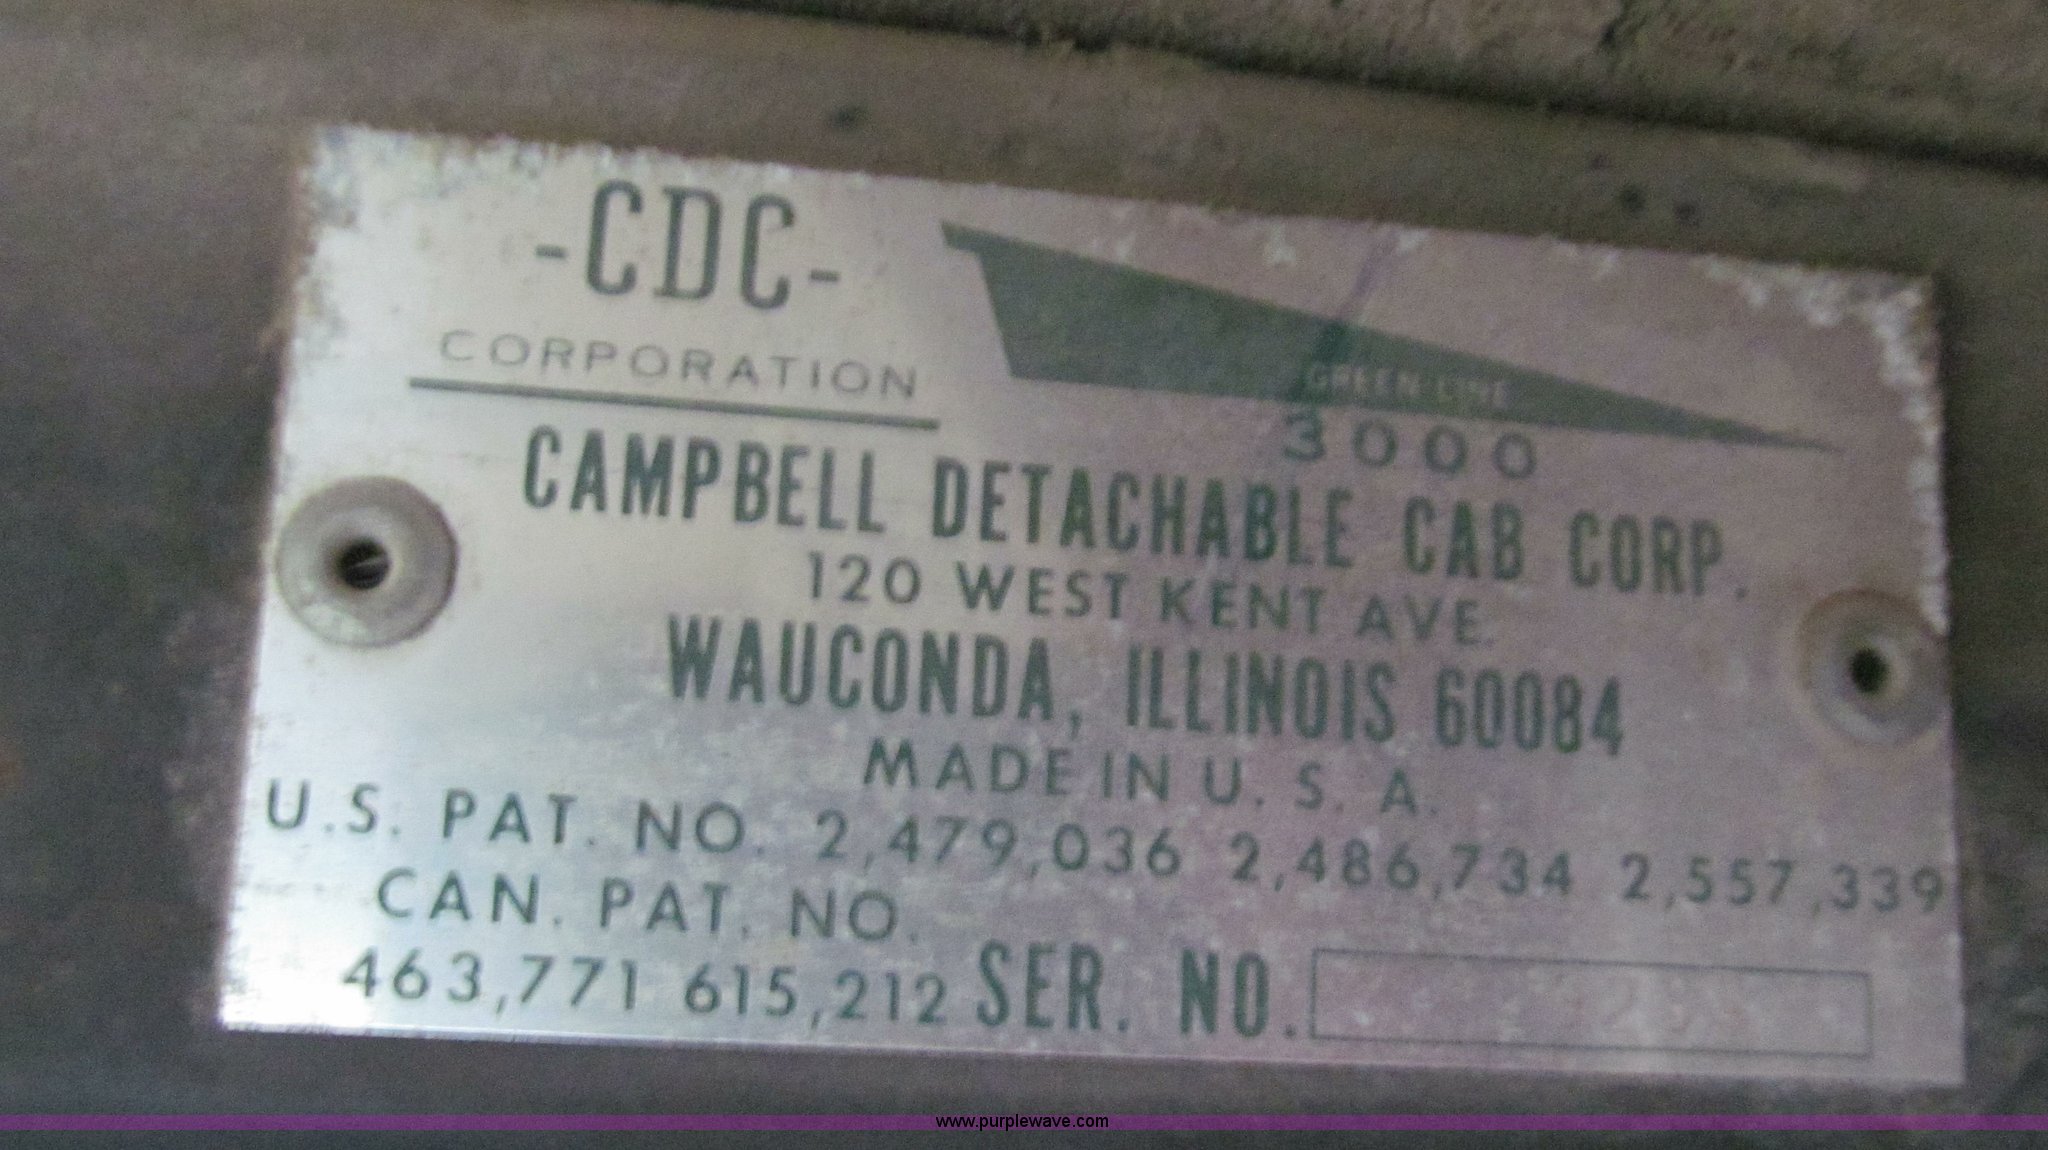 -CDC-
CORPORATION
GREEN LINE
3000
CAMPBELL DETACHABLE CAB CORP.
120 WEST KENT AVE.
WAUCONDA, ILLINOIS 60084
MADE IN U. S. A.
U.S. PAT. NO. 2,479,036 2,486,734 2,557,339
CAN. PAT. NO.
463,771 615,212 SER. NO.
www.purplewave.com